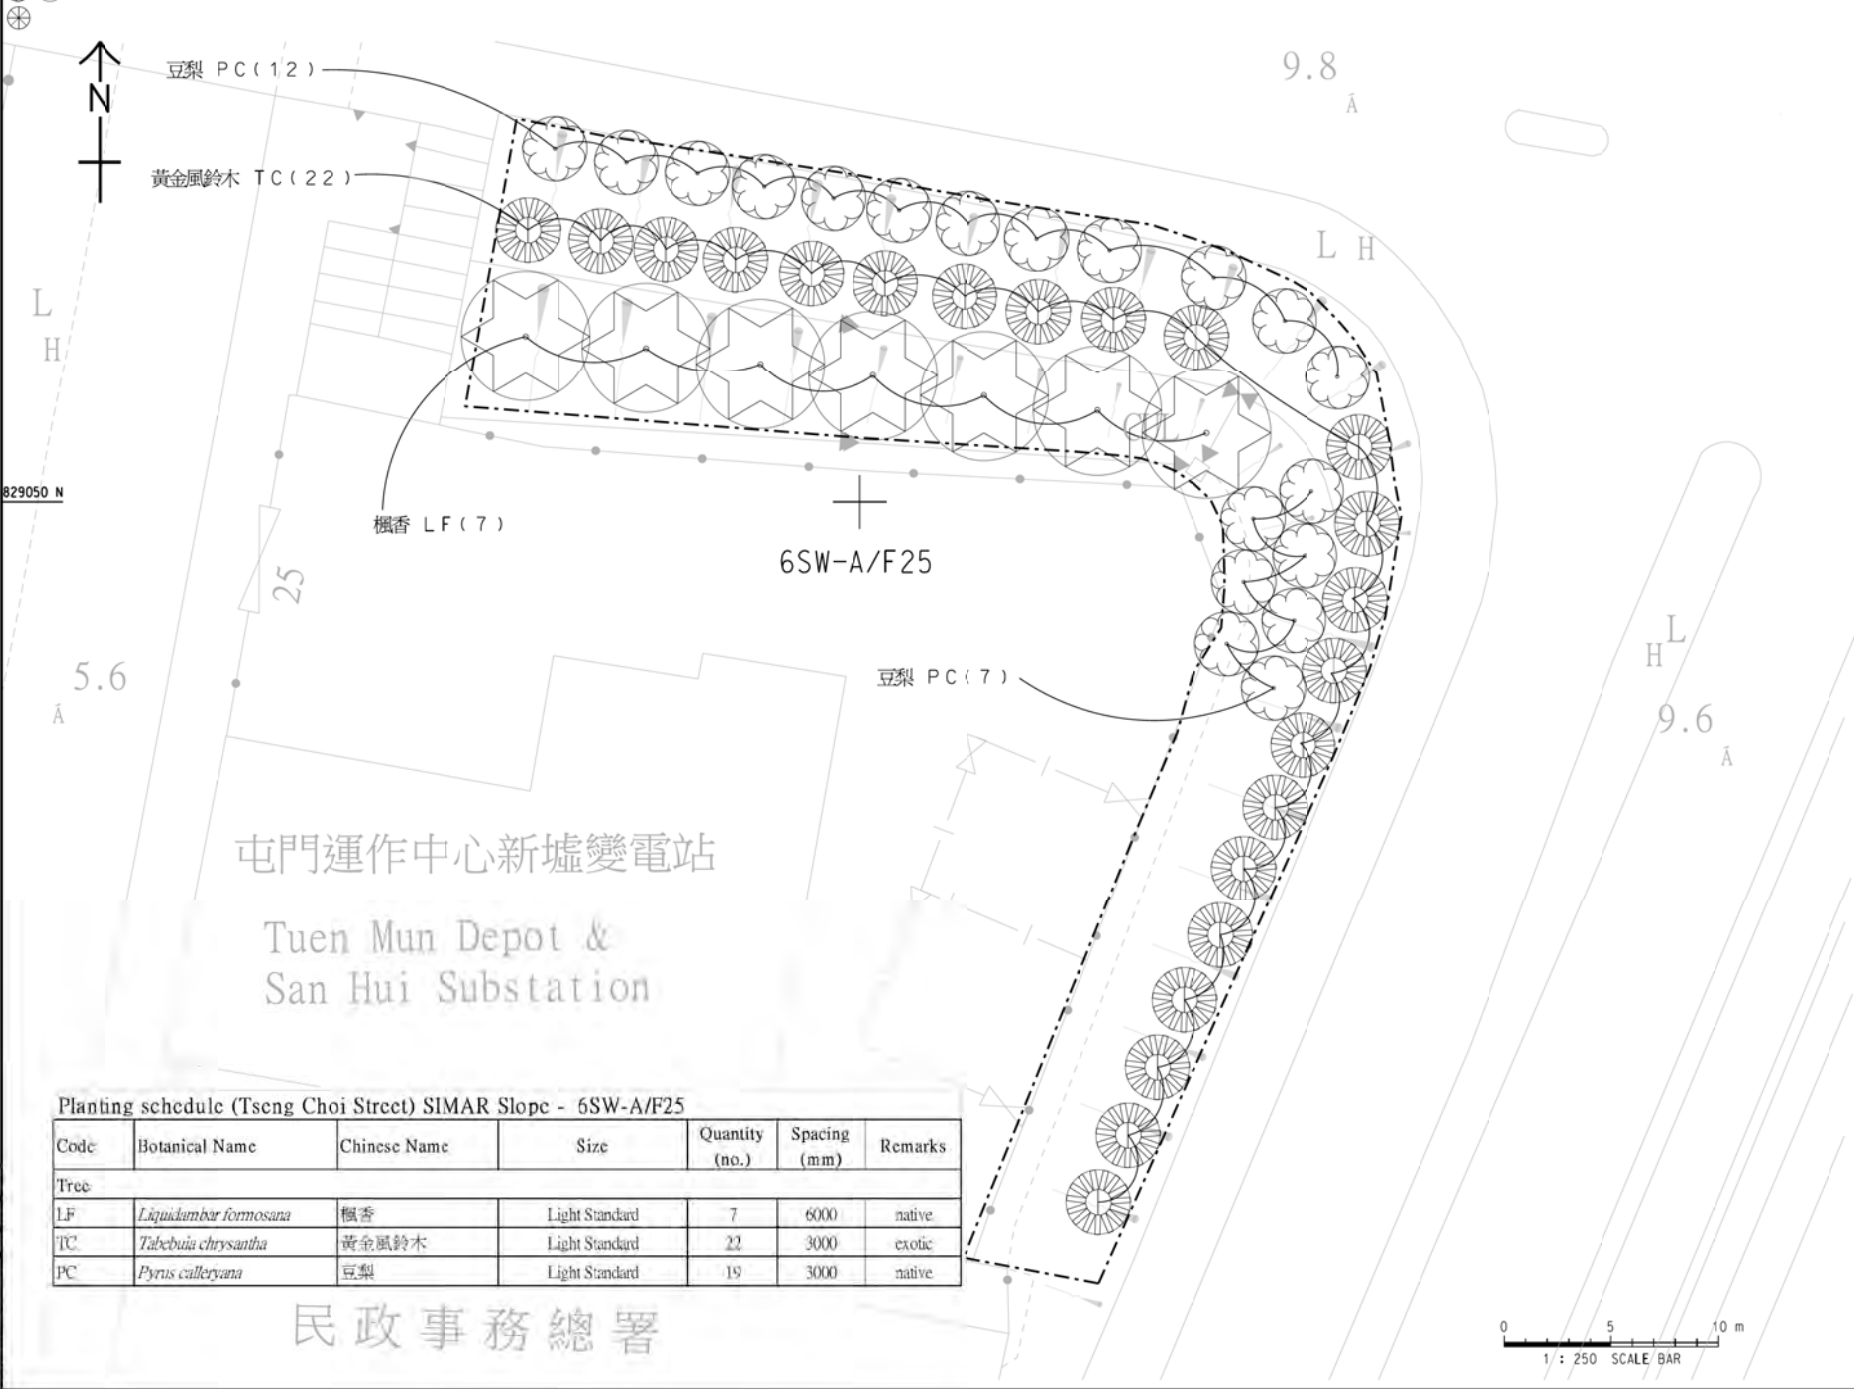 9.8
Á
豆梨 PC(12)
N
黃金風鈴木 TC(22)
L H
L
H
829050 N
楓香 LF(7)
6SW-A/F25
25
5.6
Á
豆梨 PC(7)
L
H
9.6
Á
屯門運作中心新墟變電站
Tuen Mun Depot &
San Hui Substation
Planting schedule (Tseng Choi Street) SIMAR Slope - 6SW-A/F25
Code Botanical Name Chinese Name Size Quantity (no.) Spacing (mm) Remarks
Tree
LF Liquidambar formosana 楓香 Light Standard 7 6000 native
TC Tabebuia chrysantha 黃金風鈴木 Light Standard 22 3000 exotic
PC Pyrus calleryana 豆梨 Light Standard 19 3000 native
民政事務總署
0 5 10 m
1 : 250 SCALE BAR